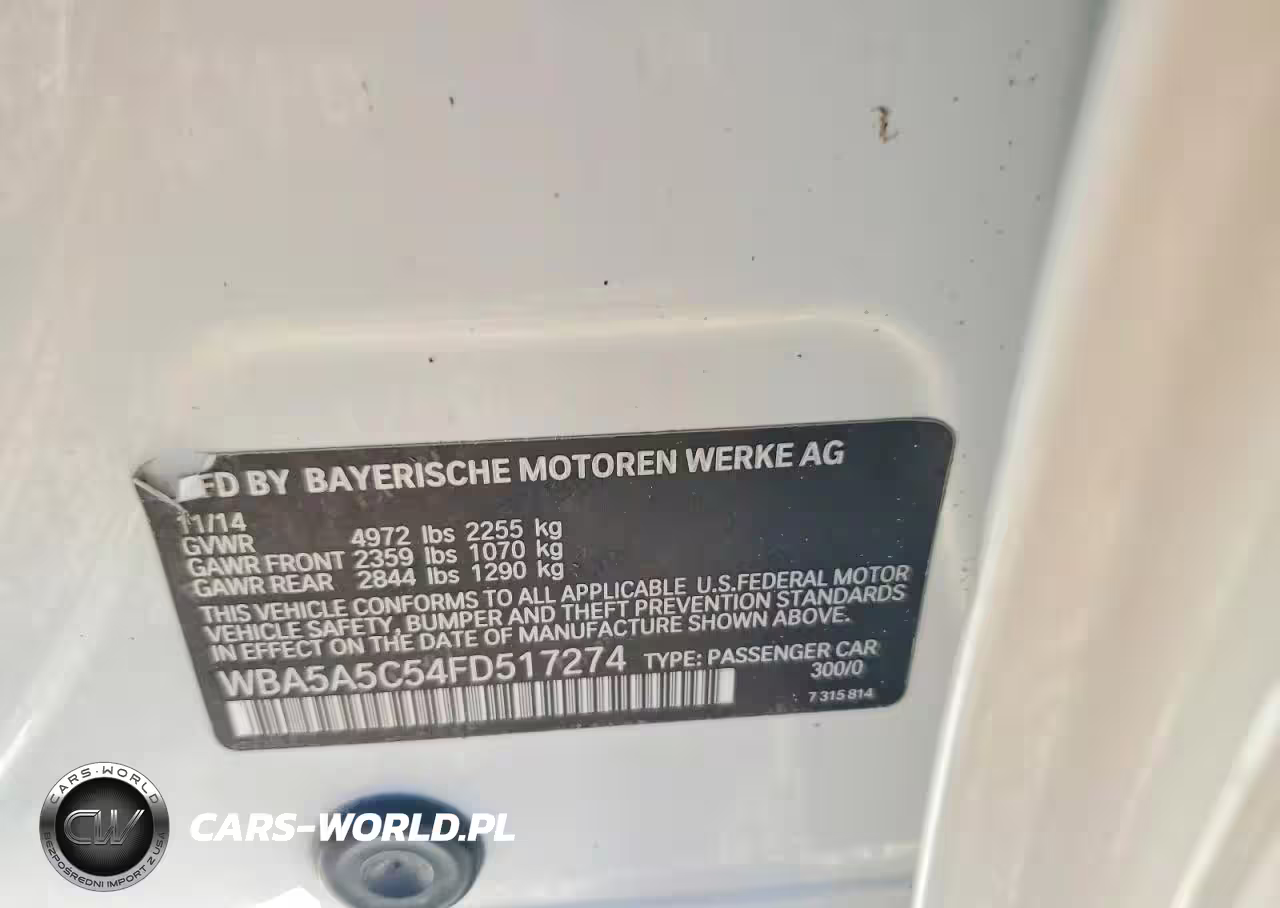 FD BY BAYERISCHE MOTOREN WERKE AG
11/14
GVWR 4972 lbs 2255 kg
GAWR FRONT 2359 lbs 1070 kg
GAWR REAR 2844 lbs 1290 kg
THIS VEHICLE CONFORMS TO ALL APPLICABLE U.S.FEDERAL MOTOR
VEHICLE SAFETY, BUMPER AND THEFT PREVENTION STANDARDS
IN EFFECT ON THE DATE OF MANUFACTURE SHOWN ABOVE.
WBA5A5C54FD517274 TYPE: PASSENGER CAR
300/0
7 315 814
CARS-WORLD
CW
BEZPOŚREDNI IMPORT Z USA
CARS-WORLD.PL